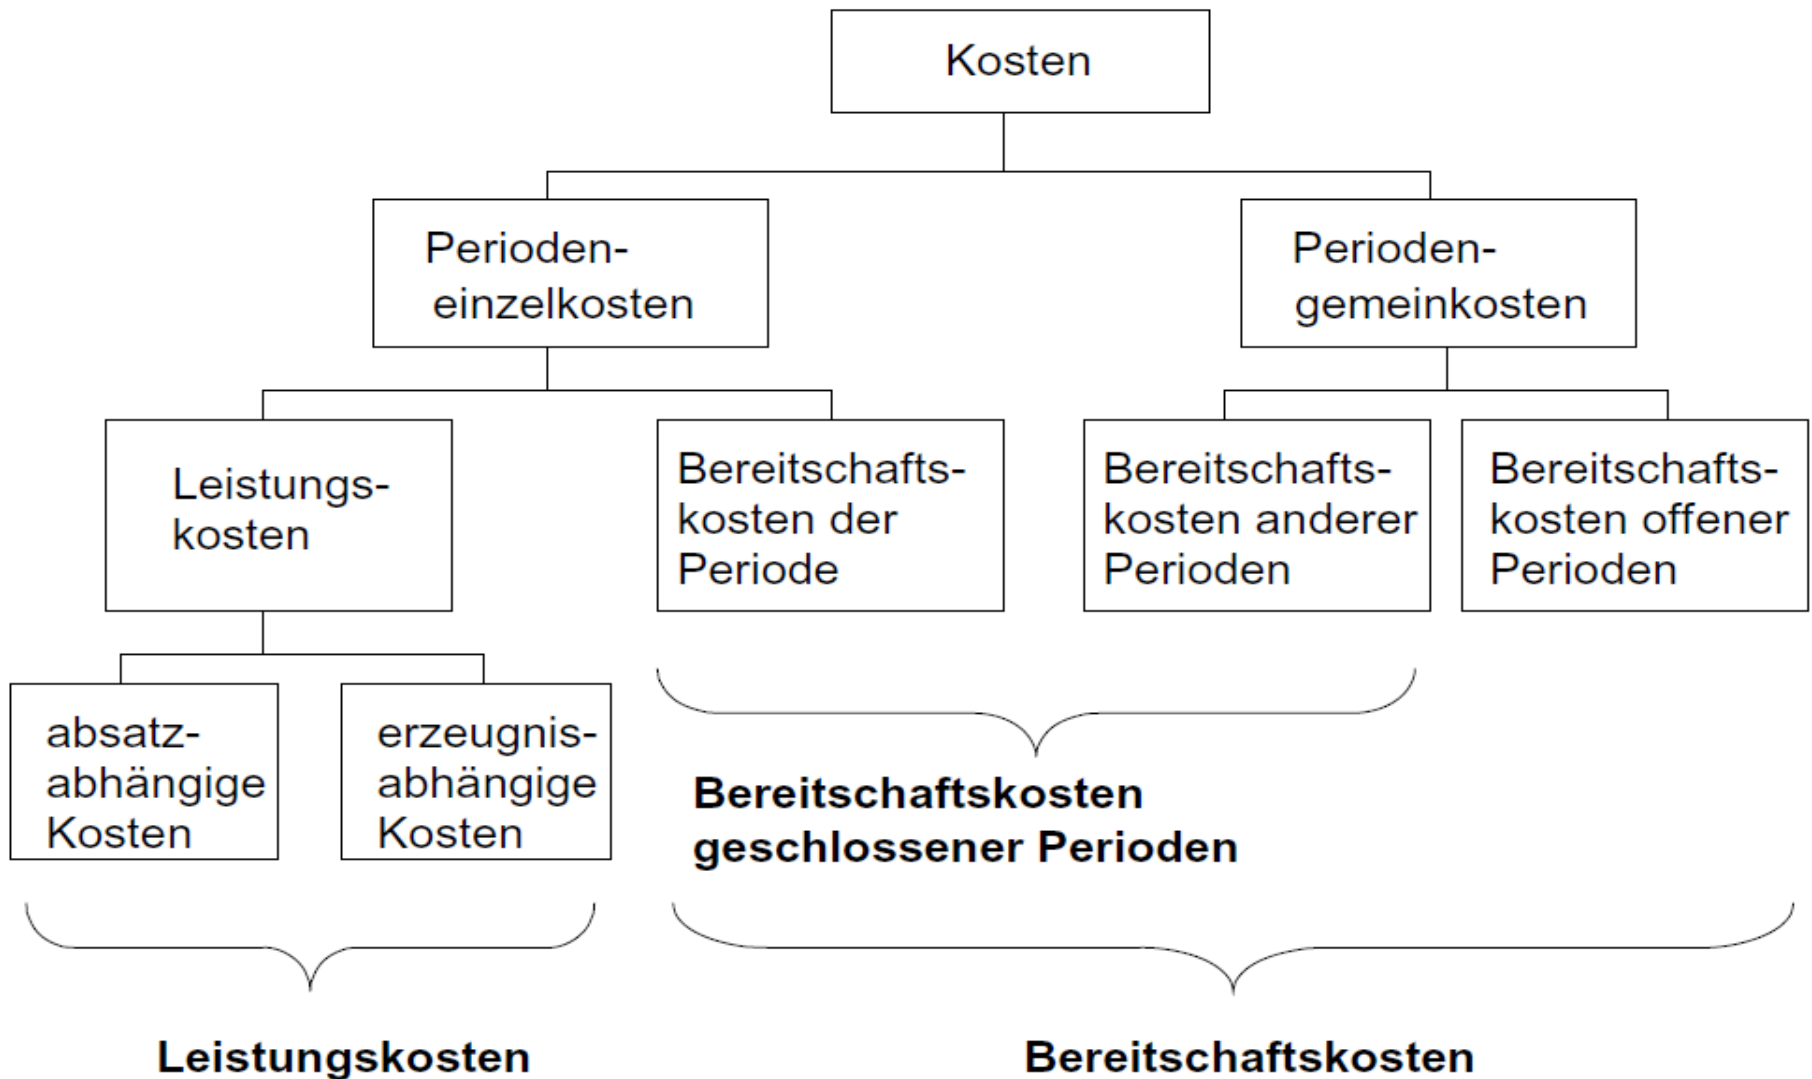 Kosten
Perioden-
einzelkosten
Perioden-
gemeinkosten
Leistungs-
kosten
Bereitschafts-
kosten der
Periode
Bereitschafts-
kosten anderer
Perioden
Bereitschafts-
kosten offener
Perioden
absatz-
abhängige
Kosten
erzeugnis-
abhängige
Kosten
Bereitschaftskosten
geschlossener Perioden
Leistungskosten
Bereitschaftskosten